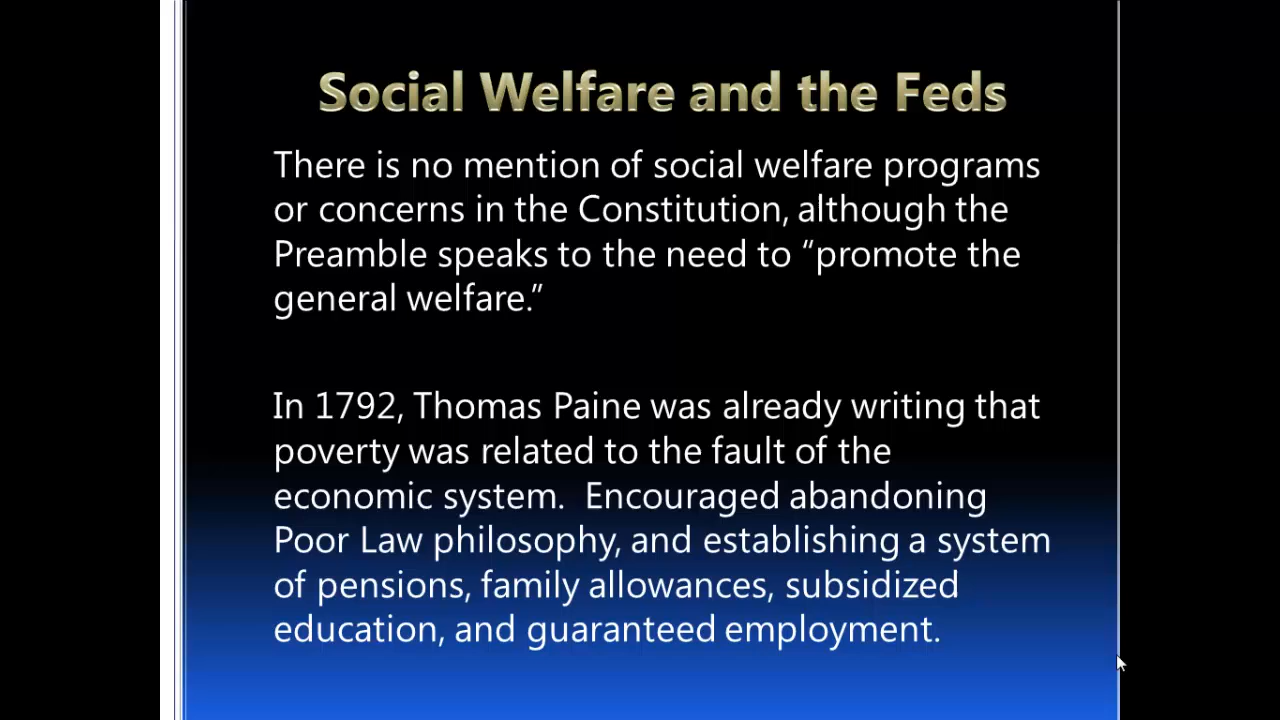 Social Welfare and the Feds
There is no mention of social welfare programs
or concerns in the Constitution, although the
Preamble speaks to the need to “promote the
general welfare.”
In 1792, Thomas Paine was already writing that
poverty was related to the fault of the
economic system.  Encouraged abandoning
Poor Law philosophy, and establishing a system
of pensions, family allowances, subsidized
education, and guaranteed employment.